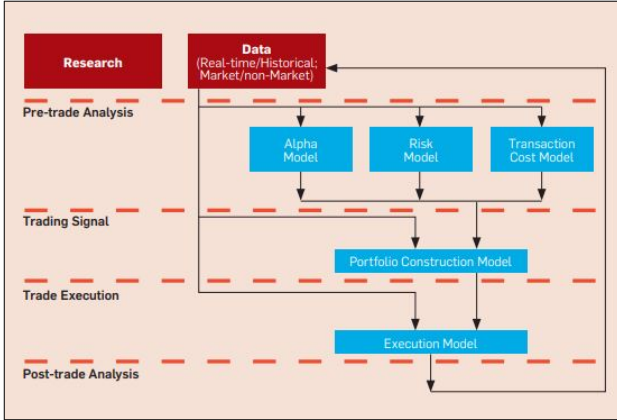 Research
Data
(Real-time/Historical;
Market/non-Market)
Pre-trade Analysis
Alpha
Model
Risk
Model
Transaction
Cost Model
Trading Signal
Portfolio Construction Model
Trade Execution
Execution Model
Post-trade Analysis